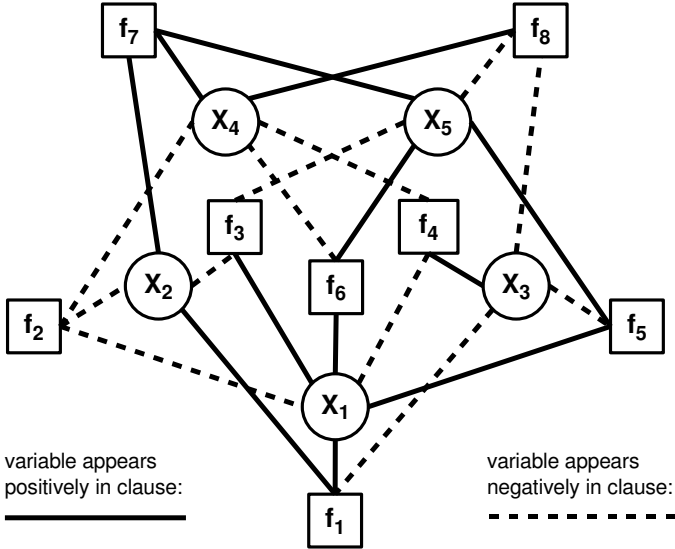 f7
f8
X4
X5
f3
f4
X2
f6
X3
f2
f5
X1
variable appears
positively in clause:
variable appears
negatively in clause:
f1